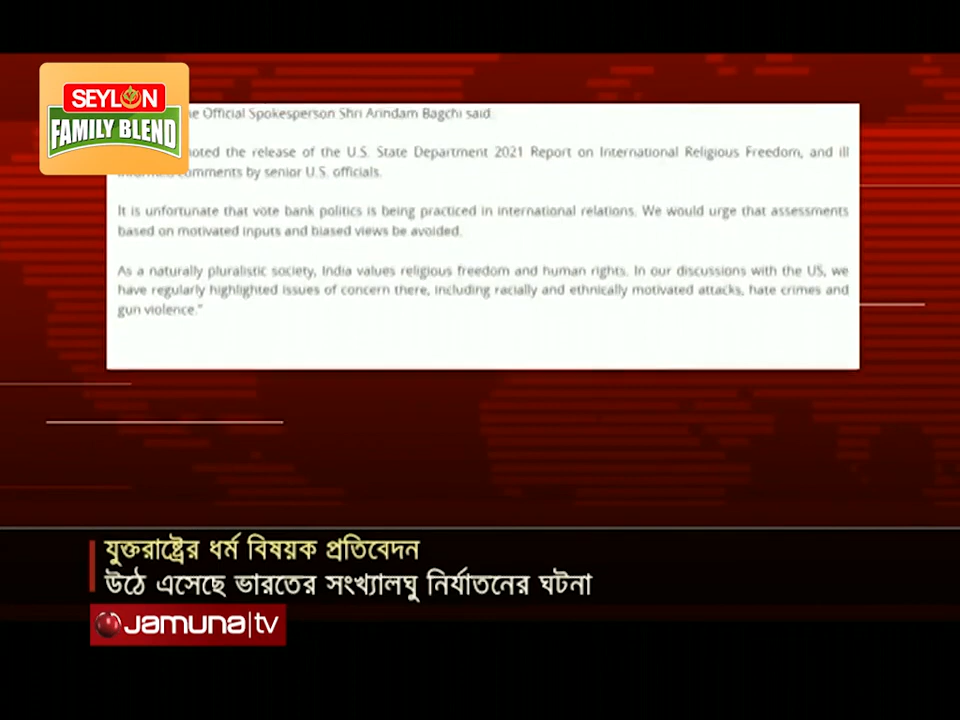 SEYLON
FAMILY BLEND
Official Spokesperson Shri Arindam Bagchi said:
noted the release of the U.S. State Department 2021 Report on International Religious Freedom, and ill
comments by senior U.S. officials.
It is unfortunate that vote bank politics is being practiced in international relations. We would urge that assessments
based on motivated inputs and biased views be avoided.
As a naturally pluralistic society, India values religious freedom and human rights. In our discussions with the US, we
have regularly highlighted issues of concern there, including racially and ethnically motivated attacks, hate crimes and
gun violence."
যুক্তরাষ্ট্রের ধর্ম বিষয়ক প্রতিবেদন
উঠে এসেছে ভারতের সংখ্যালঘু নির্যাতনের ঘটনা
Jamuna|tv